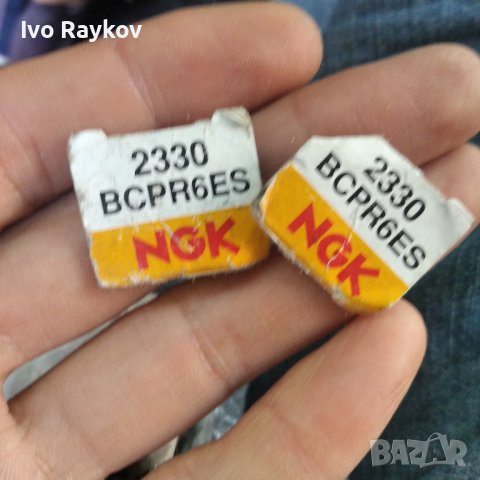 Ivo Raykov
2330
BCPR6ES
NGK
2330
BCPR6ES
NGK
BAZAR